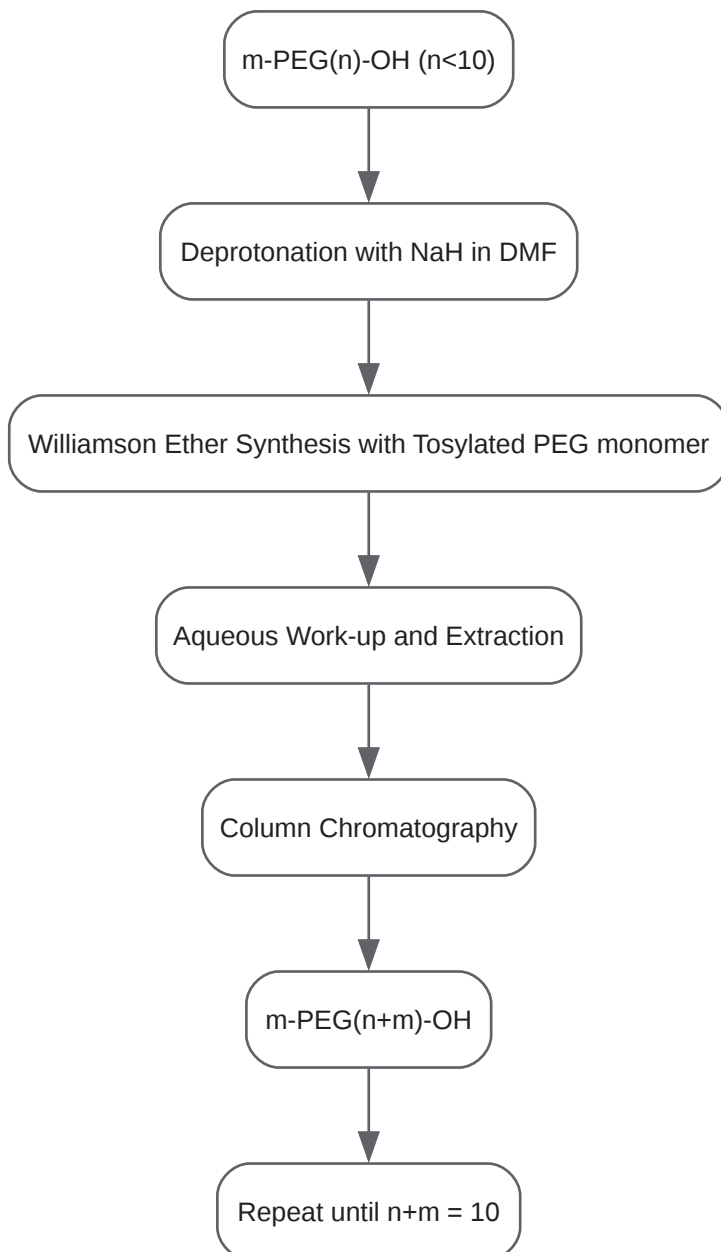 m-PEG(n)-OH (n<10)
Deprotonation with NaH in DMF
Williamson Ether Synthesis with Tosylated PEG monomer
Aqueous Work-up and Extraction
Column Chromatography
m-PEG(n+m)-OH
Repeat until n+m = 10